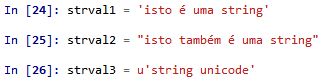 In [24]: strval1 = 'isto é uma string'
In [25]: strval2 = "isto também é uma string"
In [26]: strval3 = u'string unicode'